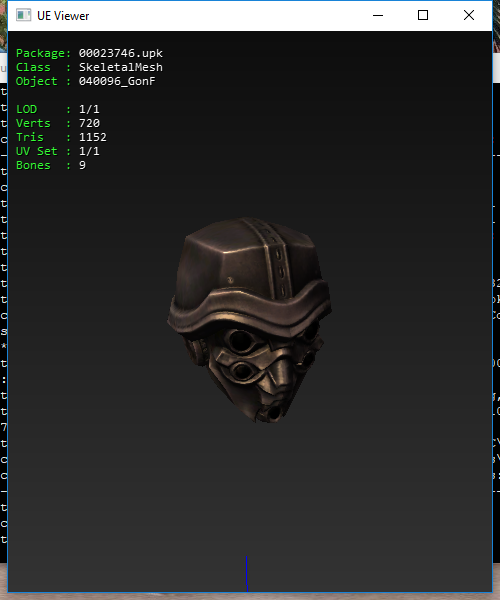 UE Viewer
Package: 00023746.upk
Class : SkeletalMesh
Object : 040096_GonF
LOD : 1/1
Verts : 720
Tris : 1152
UV Set : 1/1
Bones : 9